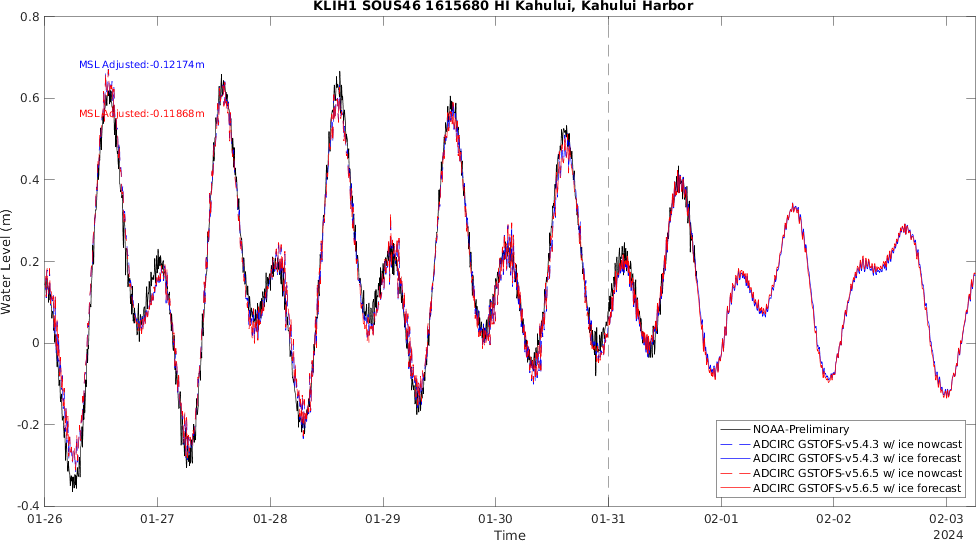 KLIH1 SOUS46 1615680 HI Kahului, Kahului Harbor
0.8
0.6
0.4
0.2
0
-0.2
-0.4
Water Level (m)
MSL Adjusted:-0.12174m
MSL Adjusted:-0.11868m
NOAA-Preliminary
ADCIRC GSTOFS-v5.4.3 w/ ice nowcast
ADCIRC GSTOFS-v5.4.3 w/ ice forecast
ADCIRC GSTOFS-v5.6.5 w/ ice nowcast
ADCIRC GSTOFS-v5.6.5 w/ ice forecast
01-26 01-27 01-28 01-29 01-30 01-31 02-01 02-02 02-03
Time 2024